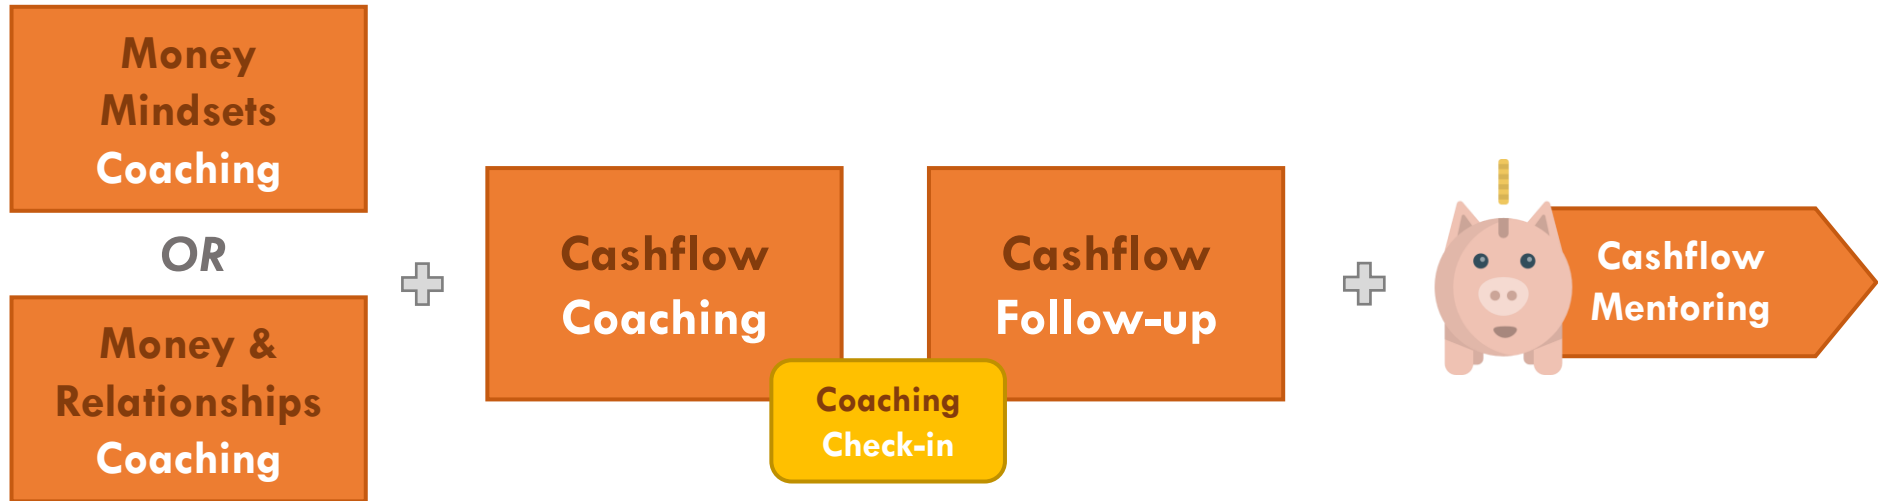 Money
Mindsets
Coaching
OR
Money &
Relationships
Coaching
Cashflow
Coaching
Coaching
Check-in
Cashflow
Follow-up
Cashflow
Mentoring